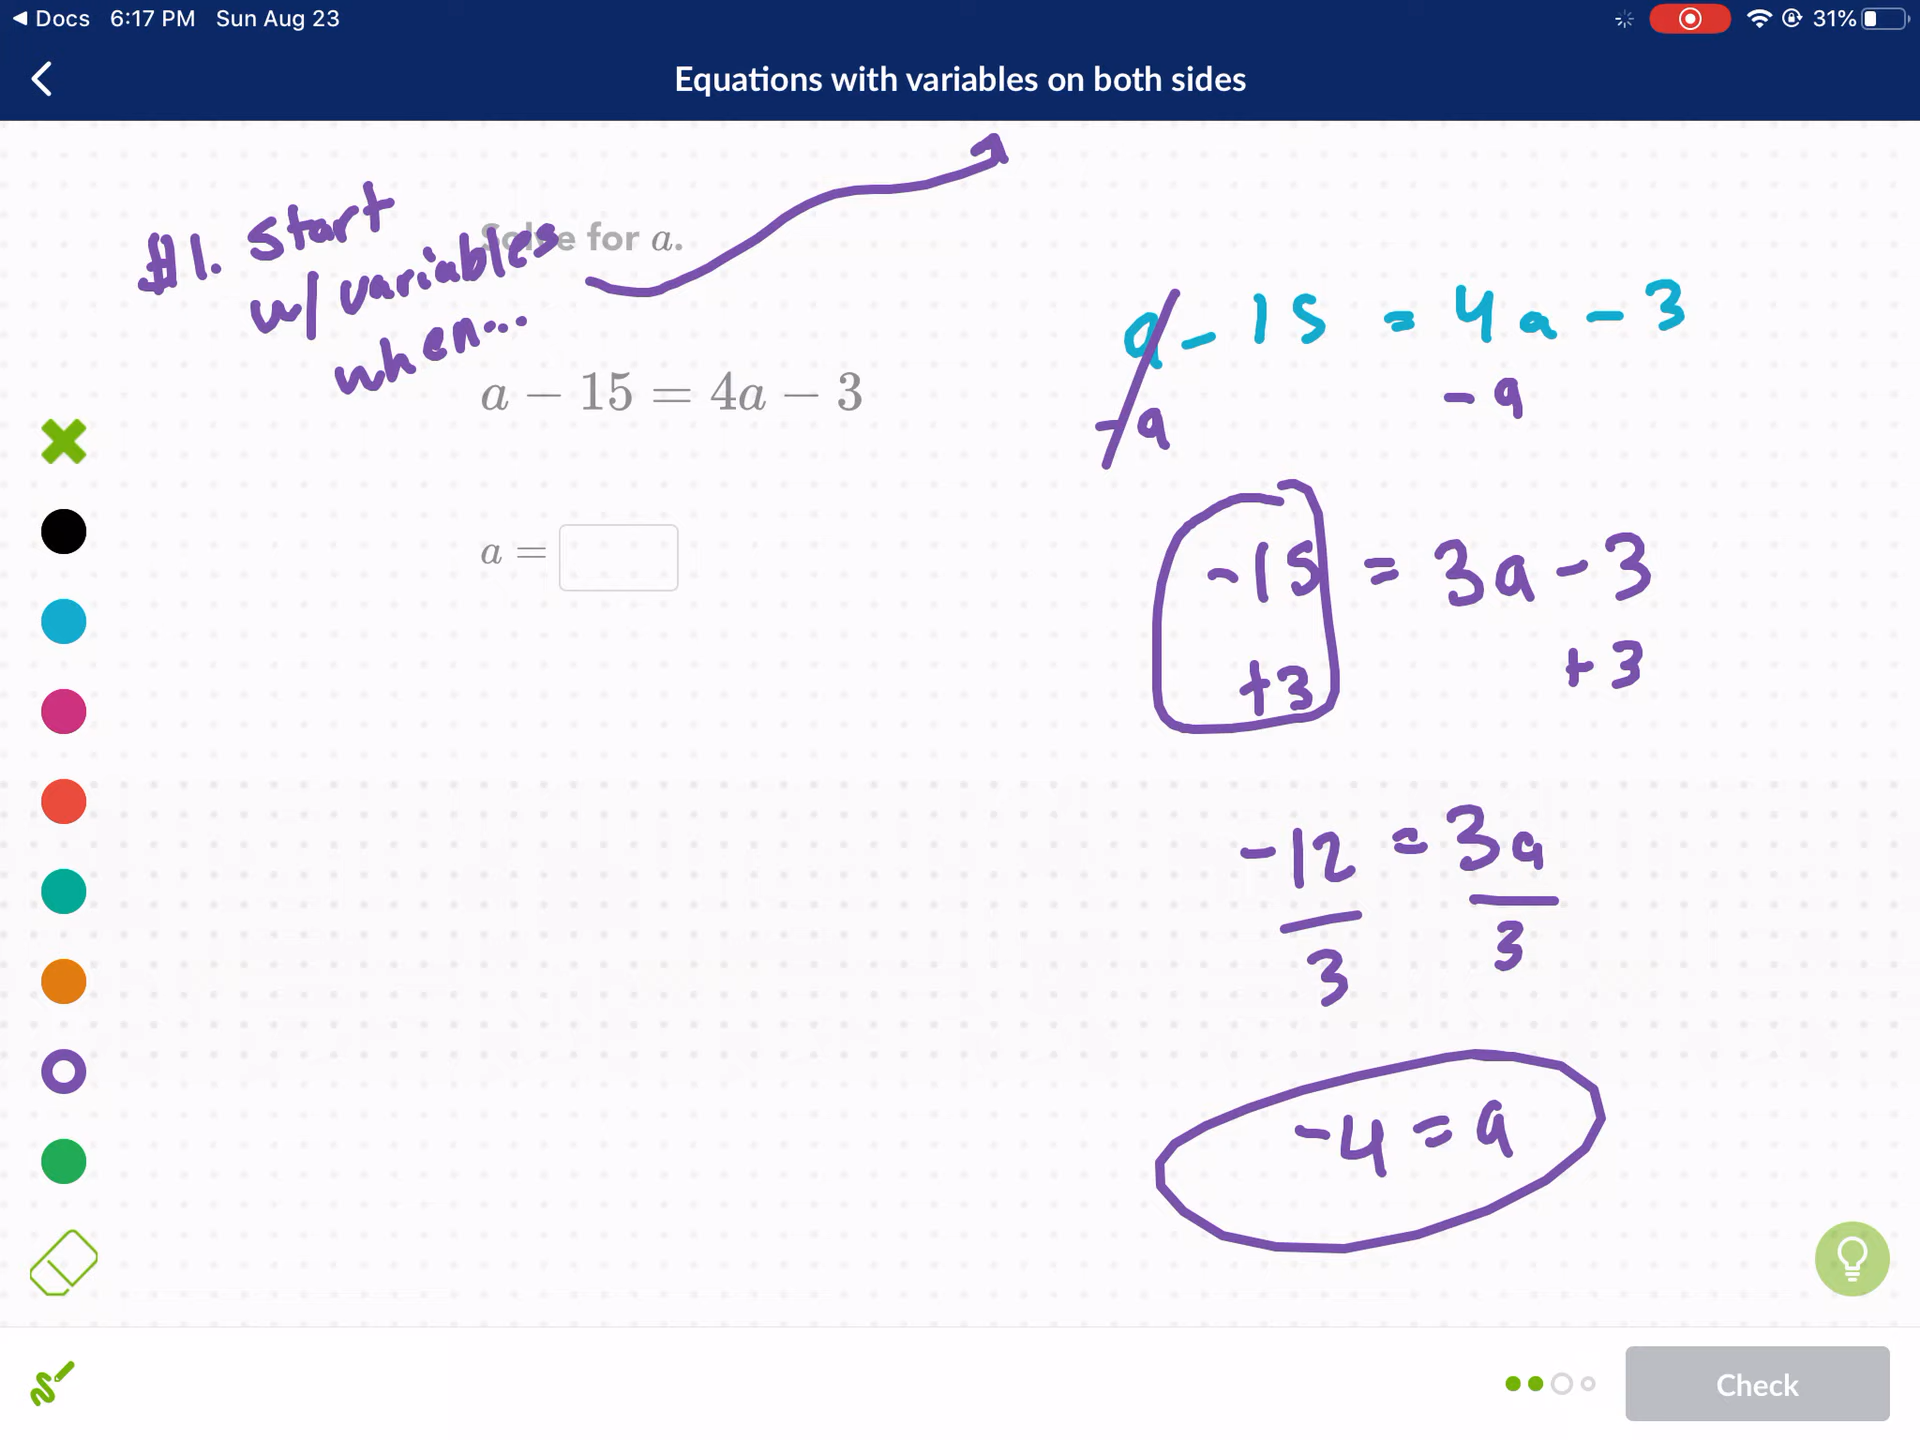 Docs 6:17 PM Sun Aug 23
31%
Equations with variables on both sides
#1. Start
w/ variables
when...
Solve for a.
a − 15 = 4a − 3
a =
a - 15 = 4a - 3
-a -a
-15 = 3a - 3
+3 +3
-12 = 3a
3 3
-4 = a
Check